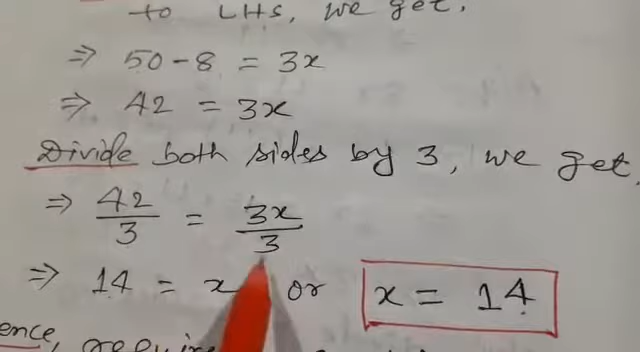 to LHS, we get,
⇒ 50 - 8 = 3x
⇒ 42 = 3x
Divide both sides by 3, we get,
⇒ 42/3 = 3x/3
⇒ 14 = x or x = 14